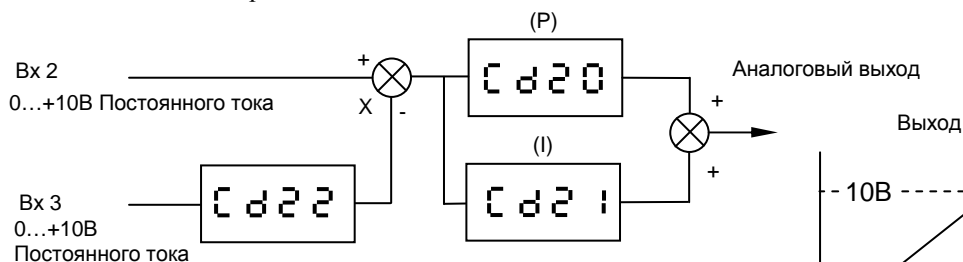 (P)
Вх 2
+
Cd20
Аналоговый выход
0...+10В Постоянного тока
X
-
+
Выход
(I)
Вх 3
Cd22
Cd21
+
10В
0...+10В
Постоянного тока